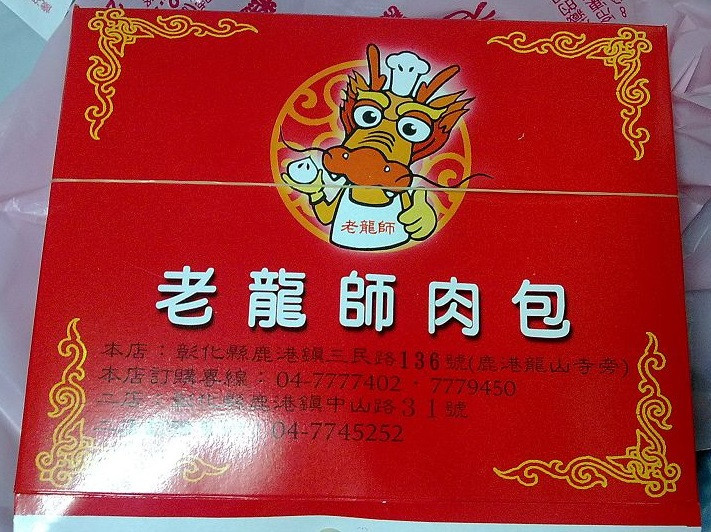 老龍師
老龍師肉包
本店：彰化縣鹿港鎮三民路136號(鹿港龍山寺旁)
本店訂購專線：04-7777402．7779450
二店：彰化縣鹿港鎮中山路31號
04-7745252